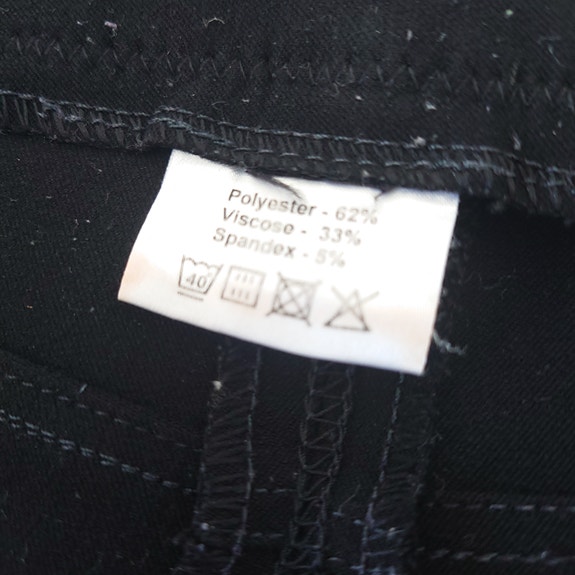 Polyester - 62%
Viscose - 33%
Spandex - 5%
40